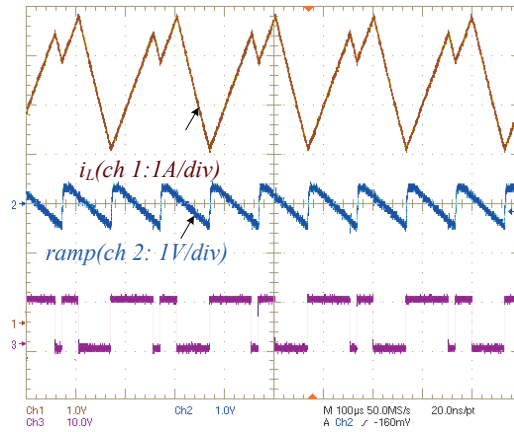 i_L(ch 1:1A/div)
2
ramp(ch 2: 1V/div)
1
3
Ch1 1.0V Ch2 1.0V M 100µs 50.0MS/s 20.0ns/pt
Ch3 10.0V A Ch2 ∕ -160mV